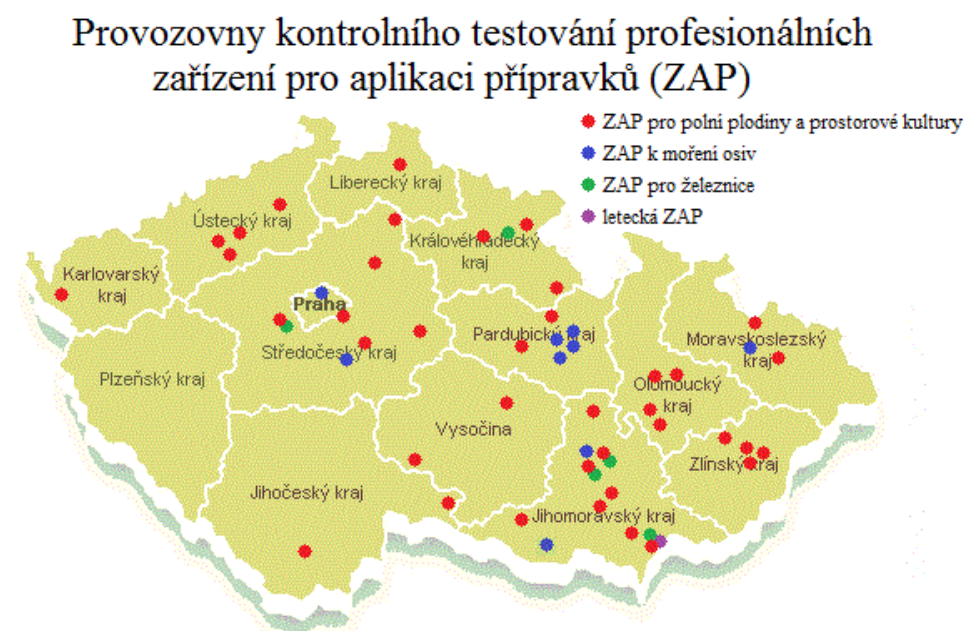 Provozovny kontrolního testování profesionálních
zařízení pro aplikaci přípravků (ZAP)
ZAP pro polní plodiny a prostorové kultury
ZAP k moření osiv
ZAP pro železnice
letecká ZAP
Liberecký kraj
Ústecký kraj
Královéhradecký
kraj
Karlovarský
kraj
Praha
Středočeský kraj
Pardubický kraj
Moravskoslezský
kraj
Plzeňský kraj
Olomoucký
kraj
Vysočina
Zlínský kraj
Jihočeský kraj
Jihomoravský kraj